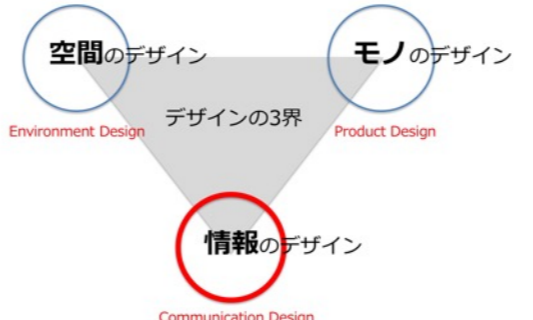 空間のデザイン
モノのデザイン
デザインの3界
Environment Design
Product Design
情報のデザイン
Communication Design